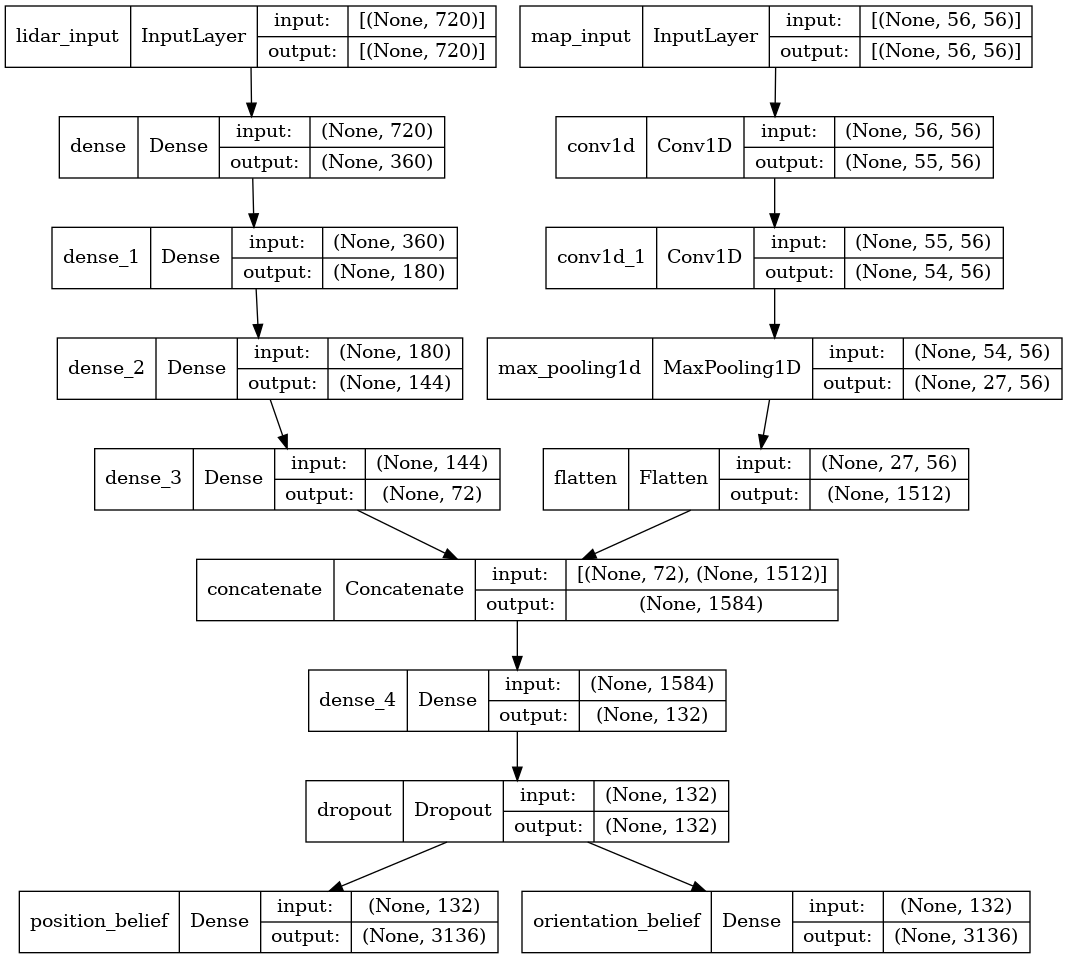 lidar_input InputLayer input: [(None, 720)]
output: [(None, 720)]
map_input InputLayer input: [(None, 56, 56)]
output: [(None, 56, 56)]
dense Dense input: (None, 720)
output: (None, 360)
conv1d Conv1D input: (None, 56, 56)
output: (None, 55, 56)
dense_1 Dense input: (None, 360)
output: (None, 180)
conv1d_1 Conv1D input: (None, 55, 56)
output: (None, 54, 56)
dense_2 Dense input: (None, 180)
output: (None, 144)
max_pooling1d MaxPooling1D input: (None, 54, 56)
output: (None, 27, 56)
dense_3 Dense input: (None, 144)
output: (None, 72)
flatten Flatten input: (None, 27, 56)
output: (None, 1512)
concatenate Concatenate input: [(None, 72), (None, 1512)]
output: (None, 1584)
dense_4 Dense input: (None, 1584)
output: (None, 132)
dropout Dropout input: (None, 132)
output: (None, 132)
position_belief Dense input: (None, 132)
output: (None, 3136)
orientation_belief Dense input: (None, 132)
output: (None, 3136)